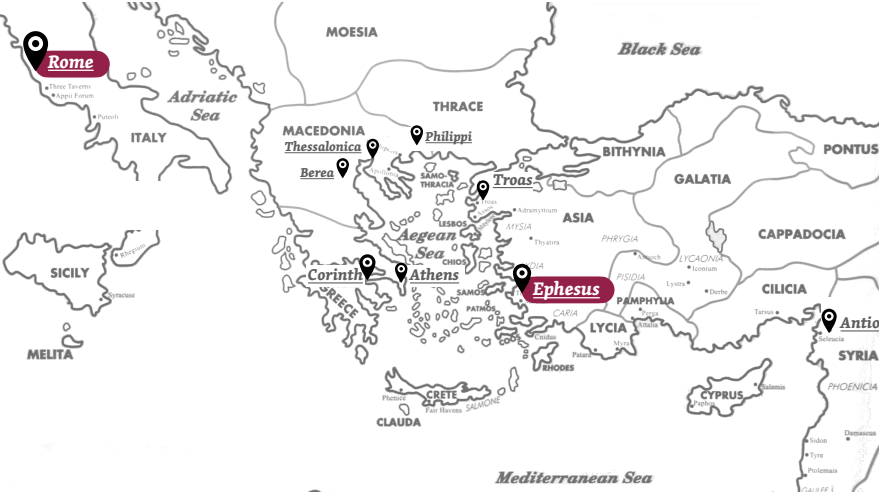 MOESIA
Black Sea
Rome
Three Taverns
Appii Forum
Adriatic
Sea
THRACE
Puteoli
ITALY
MACEDONIA
Philippi
Thessalonica
Apollonia
BITHYNIA
PONTUS
Berea
SAMO-
THRACIA
Troas
GALATIA
Troas
Assos
Adramyttium
ASIA
LESBOS
MYSIA
Aegean
Sea
Thyatira
PHRYGIA
CAPPADOCIA
Rhegium
Antioch
LYCAONIA
Iconium
CHIOS
SICILY
Corinth
Athens
PISIDIA
Lystra
Derbe
CILICIA
Ephesus
SAMOS
Syracuse
GREECE
PATMOS
CARIA
PAMPHYLIA
Perga
Attalia
Tarsus
Antio
LYCIA
Cnidus
Myra
Patara
Seleucia
MELITA
SYRIA
RHODES
CRETE
Phenice
Fair Havens
SALMONE
CLAUDA
CYPRUS
Salamis
Paphos
PHOENICIA
Damascus
Sidon
Tyre
Ptolemais
Mediterranean Sea